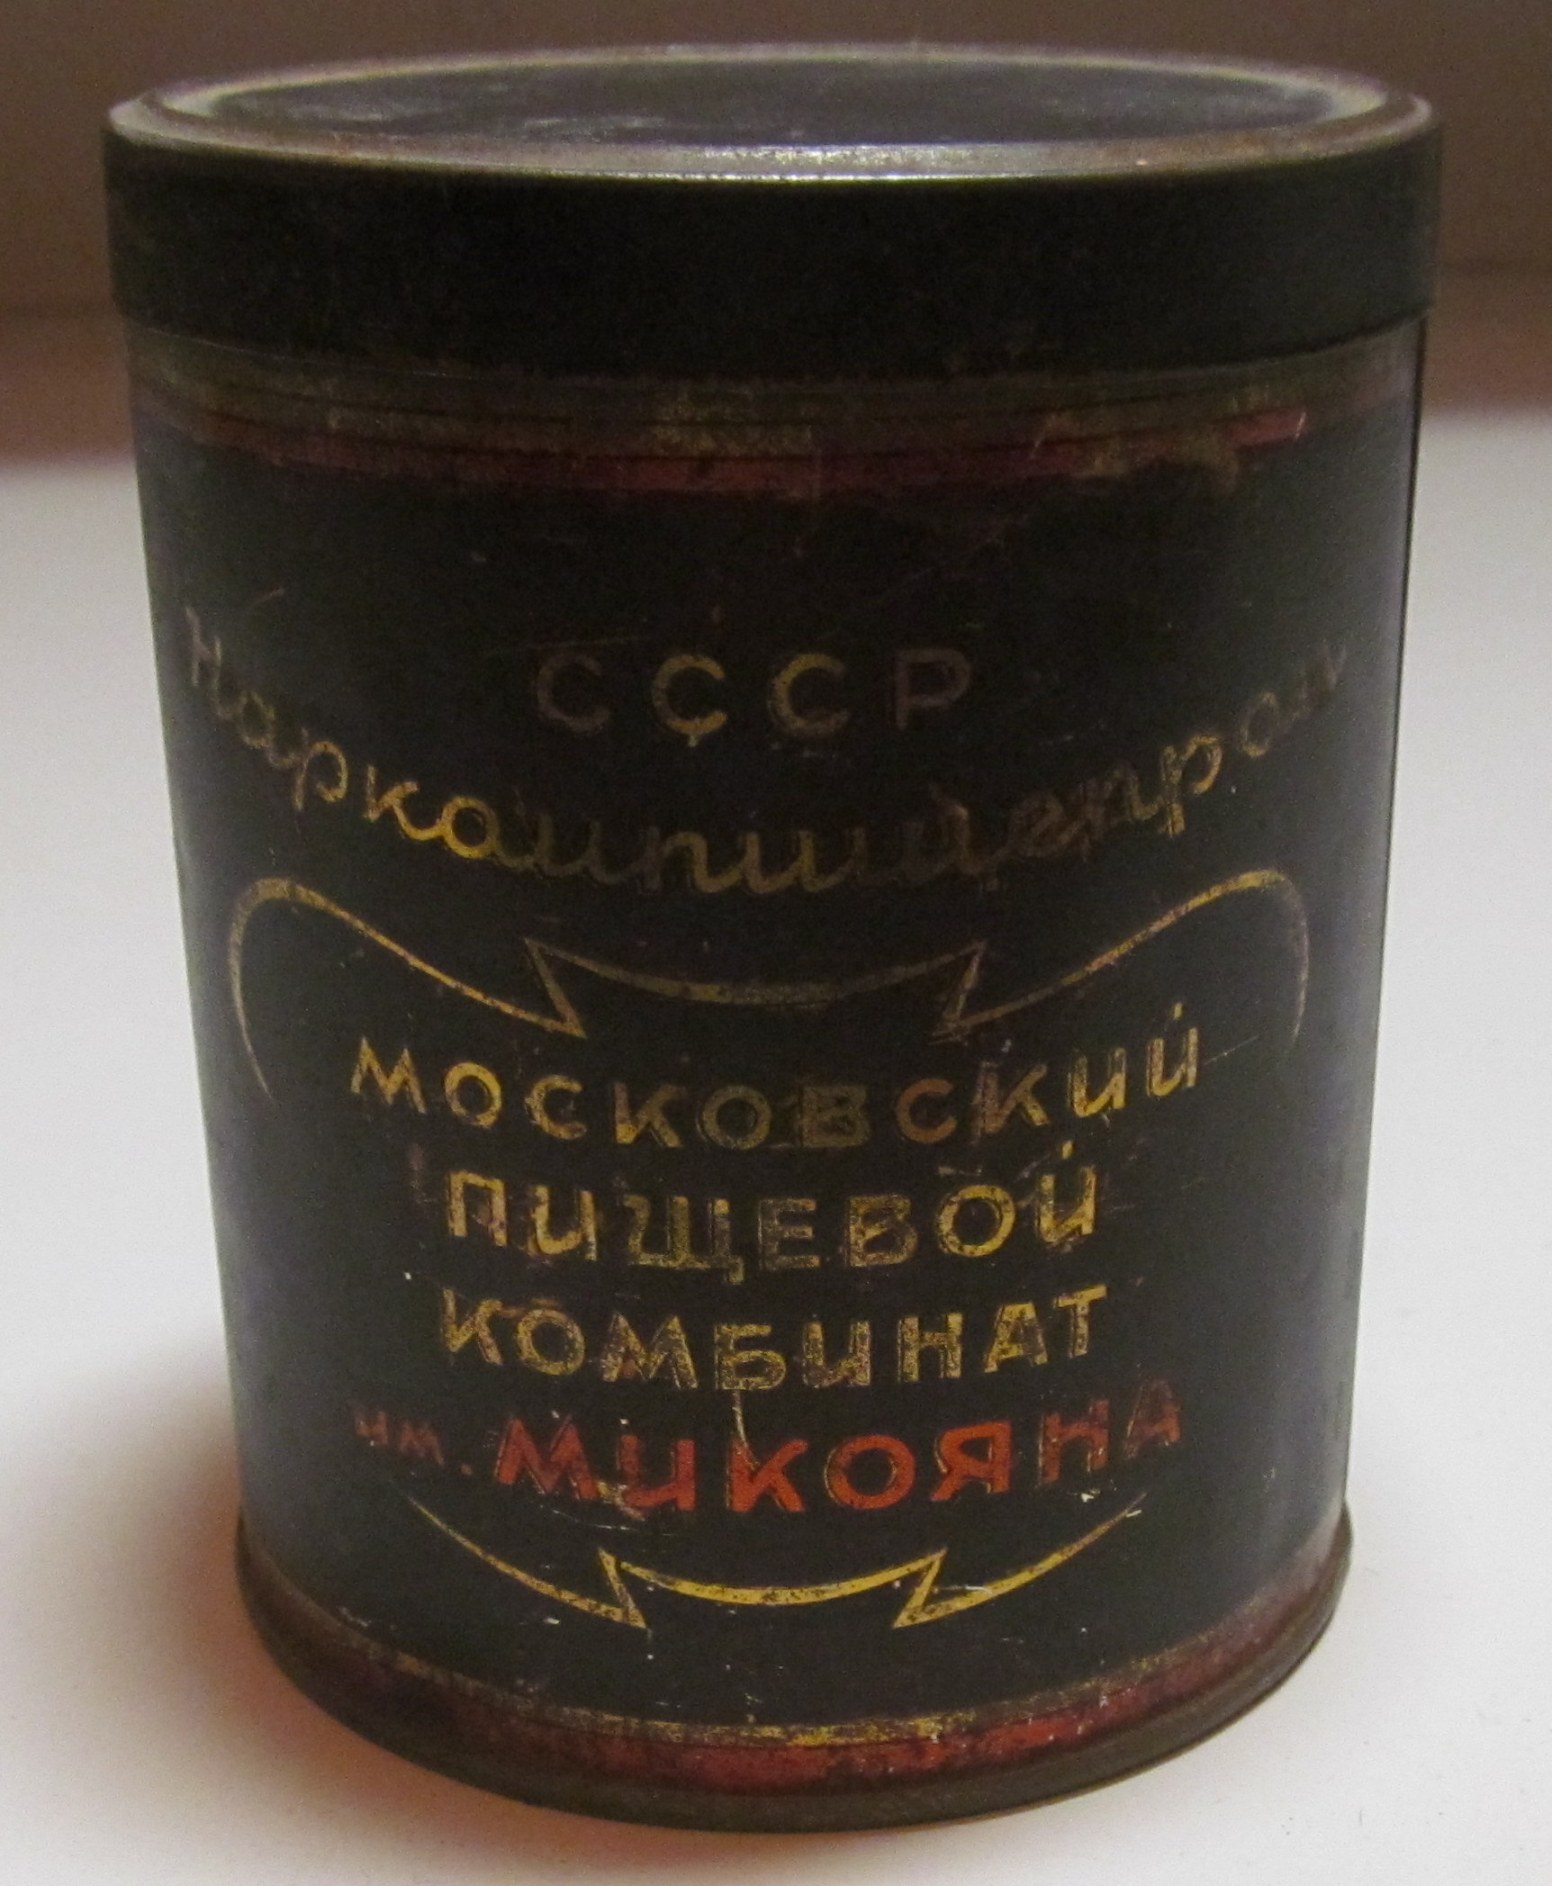 СССР
Наркомпищепром
МОСКОВСКИЙ
ПИЩЕВОЙ
КОМБИНАТ
им. МИКОЯНА